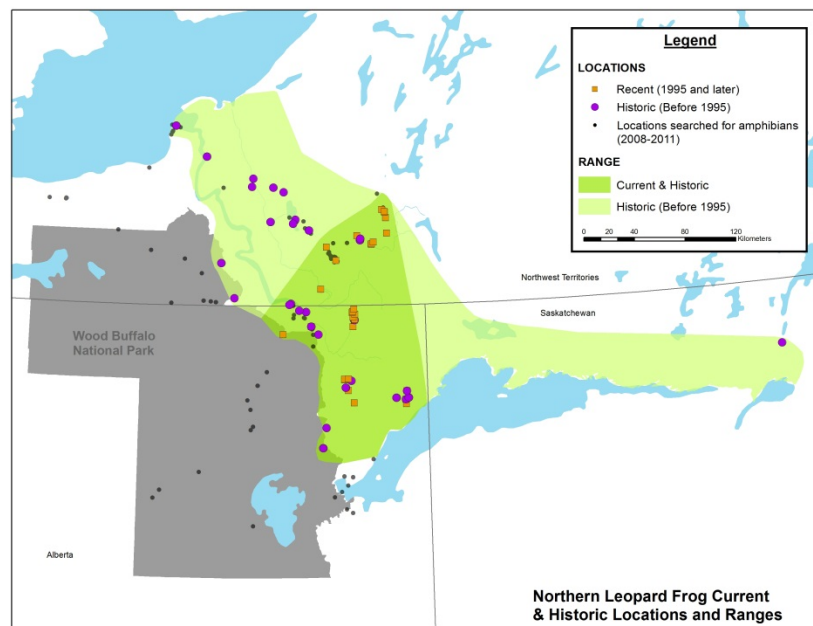 Legend
LOCATIONS
Recent (1995 and later)
Historic (Before 1995)
Locations searched for amphibians
(2008-2011)
RANGE
Current & Historic
Historic (Before 1995)
0 20 40 60 80 120
Kilometers
Northwest Territories
Saskatchewan
Wood Buffalo
National Park
Alberta
Northern Leopard Frog Current
& Historic Locations and Ranges